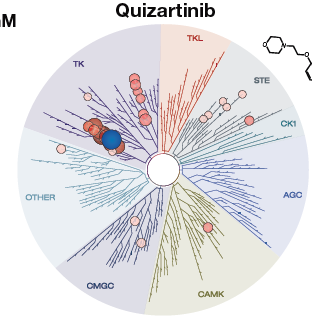 Quizartinib
M
TKL
TK
STE
O
N
O
CK1
AGC
OTHER
CMGC
CAMK